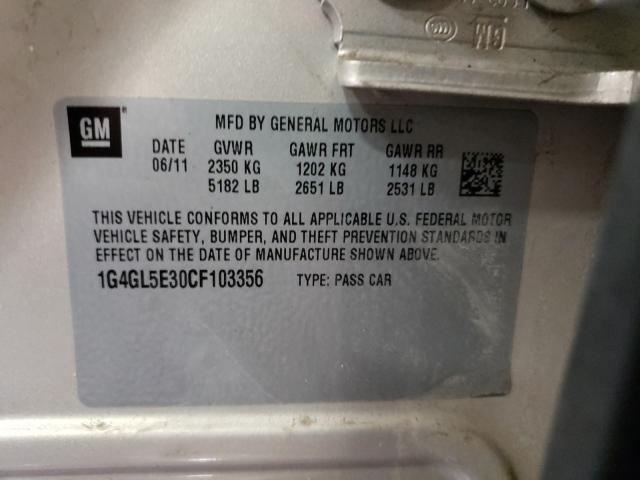 GM
MFD BY GENERAL MOTORS LLC
DATE GVWR GAWR FRT GAWR RR
06/11 2350 KG 1202 KG 1148 KG
5182 LB 2651 LB 2531 LB
THIS VEHICLE CONFORMS TO ALL APPLICABLE U.S. FEDERAL MOTOR
VEHICLE SAFETY, BUMPER, AND THEFT PREVENTION STANDARDS IN
EFFECT ON THE DATE OF MANUFACTURE SHOWN ABOVE.
1G4GL5E30CF103356 TYPE: PASS CAR